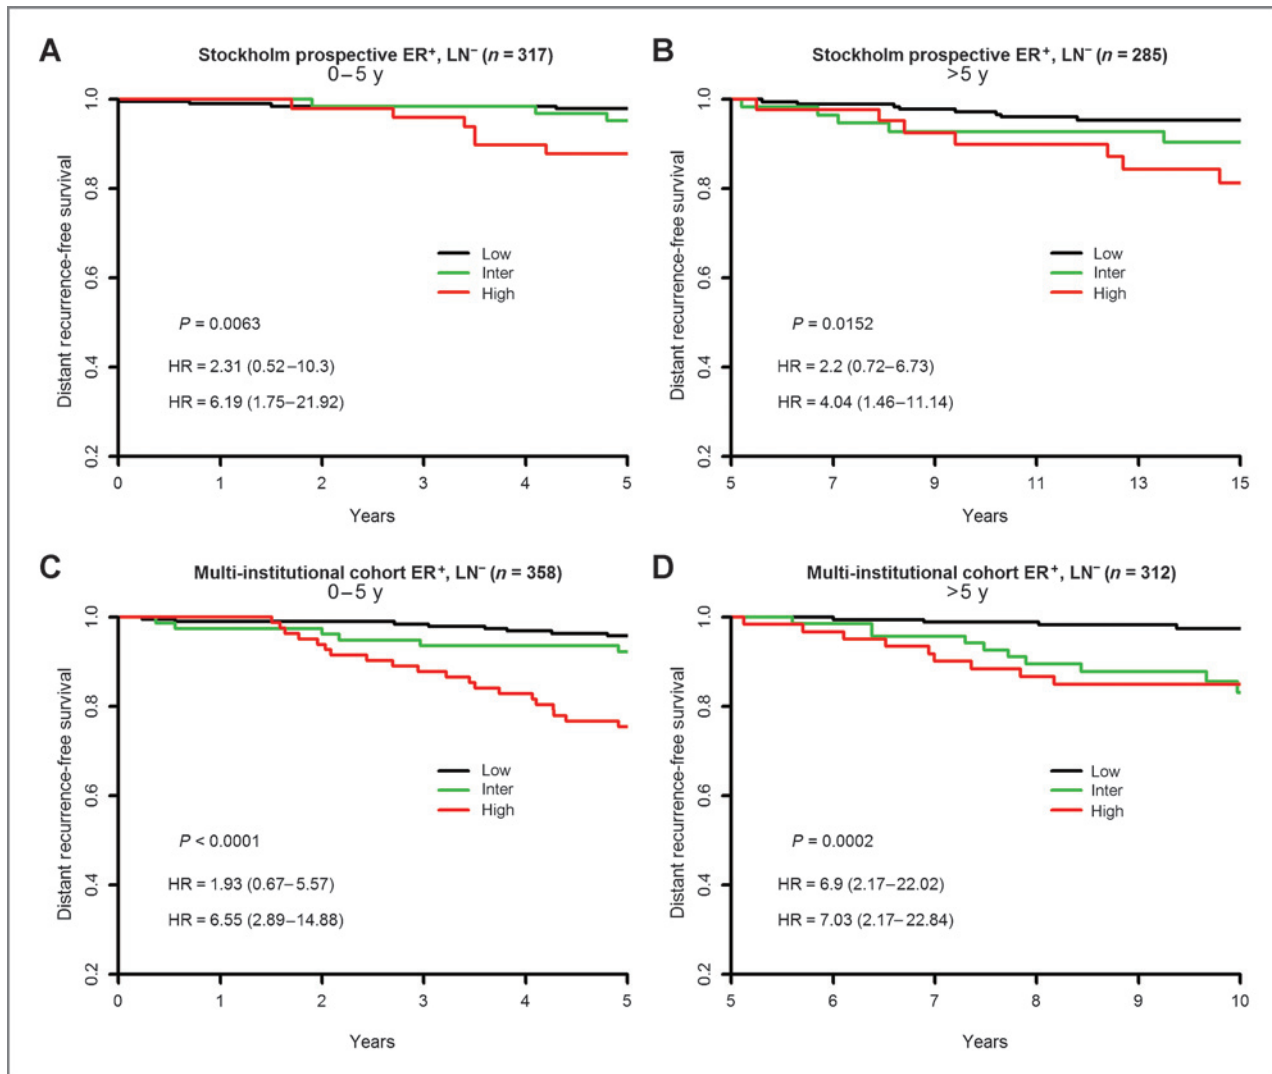 A
Stockholm prospective ER⁺, LN⁻ (n = 317)
0–5 y
Distant recurrence-free survival
1.0
0.8
0.6
0.4
0.2
Low
Inter
High
P = 0.0063
HR = 2.31 (0.52–10.3)
HR = 6.19 (1.75–21.92)
0 1 2 3 4 5
Years
B
Stockholm prospective ER⁺, LN⁻ (n = 285)
>5 y
Distant recurrence-free survival
1.0
0.8
0.6
0.4
0.2
Low
Inter
High
P = 0.0152
HR = 2.2 (0.72–6.73)
HR = 4.04 (1.46–11.14)
5 7 9 11 13 15
Years
C
Multi-institutional cohort ER⁺, LN⁻ (n = 358)
0–5 y
Distant recurrence-free survival
1.0
0.8
0.6
0.4
0.2
Low
Inter
High
P < 0.0001
HR = 1.93 (0.67–5.57)
HR = 6.55 (2.89–14.88)
0 1 2 3 4 5
Years
D
Multi-institutional cohort ER⁺, LN⁻ (n = 312)
>5 y
Distant recurrence-free survival
1.0
0.8
0.6
0.4
0.2
Low
Inter
High
P = 0.0002
HR = 6.9 (2.17–22.02)
HR = 7.03 (2.17–22.84)
5 6 7 8 9 10
Years